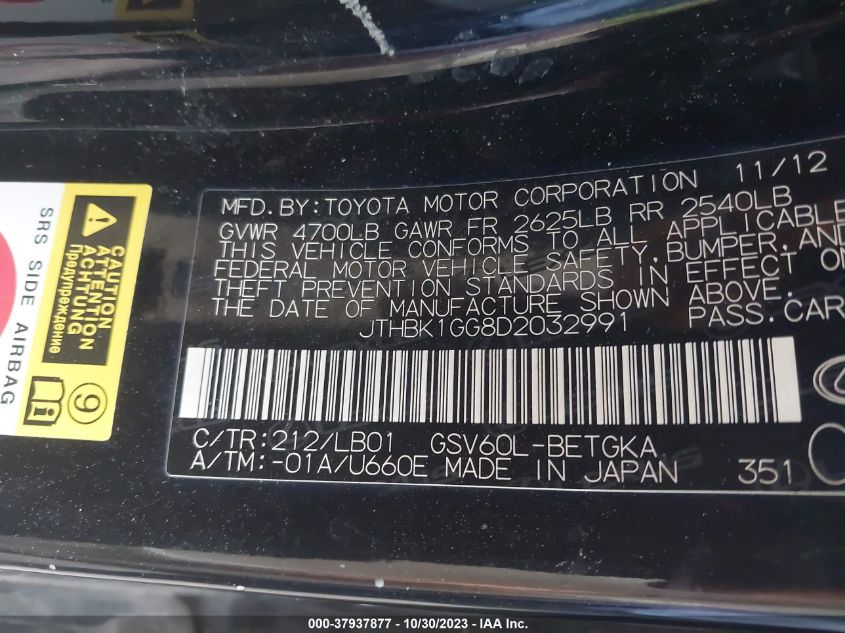 MFD.BY:TOYOTA MOTOR CORPORATION 11/12
GVWR 4700LB GAWR FR 2625LB RR 2540LB
THIS VEHICLE CONFORMS TO ALL APPLICABLE
FEDERAL MOTOR VEHICLE SAFETY,BUMPER,AND
THEFT PREVENTION STANDARDS IN EFFECT ON
THE DATE OF MANUFACTURE SHOWN ABOVE.
JTHBK1GG8D2032991 PASS.CAR
C/TR:212/LB01 GSV60L-BETGKA
A/TM:-01A/U660E MADE IN JAPAN 351
SRS SIDE AIRBAG
CAUTION
ATTENTION
ACHTUNG
Предупреждение
9
000-37937877 - 10/30/2023 - IAA Inc.